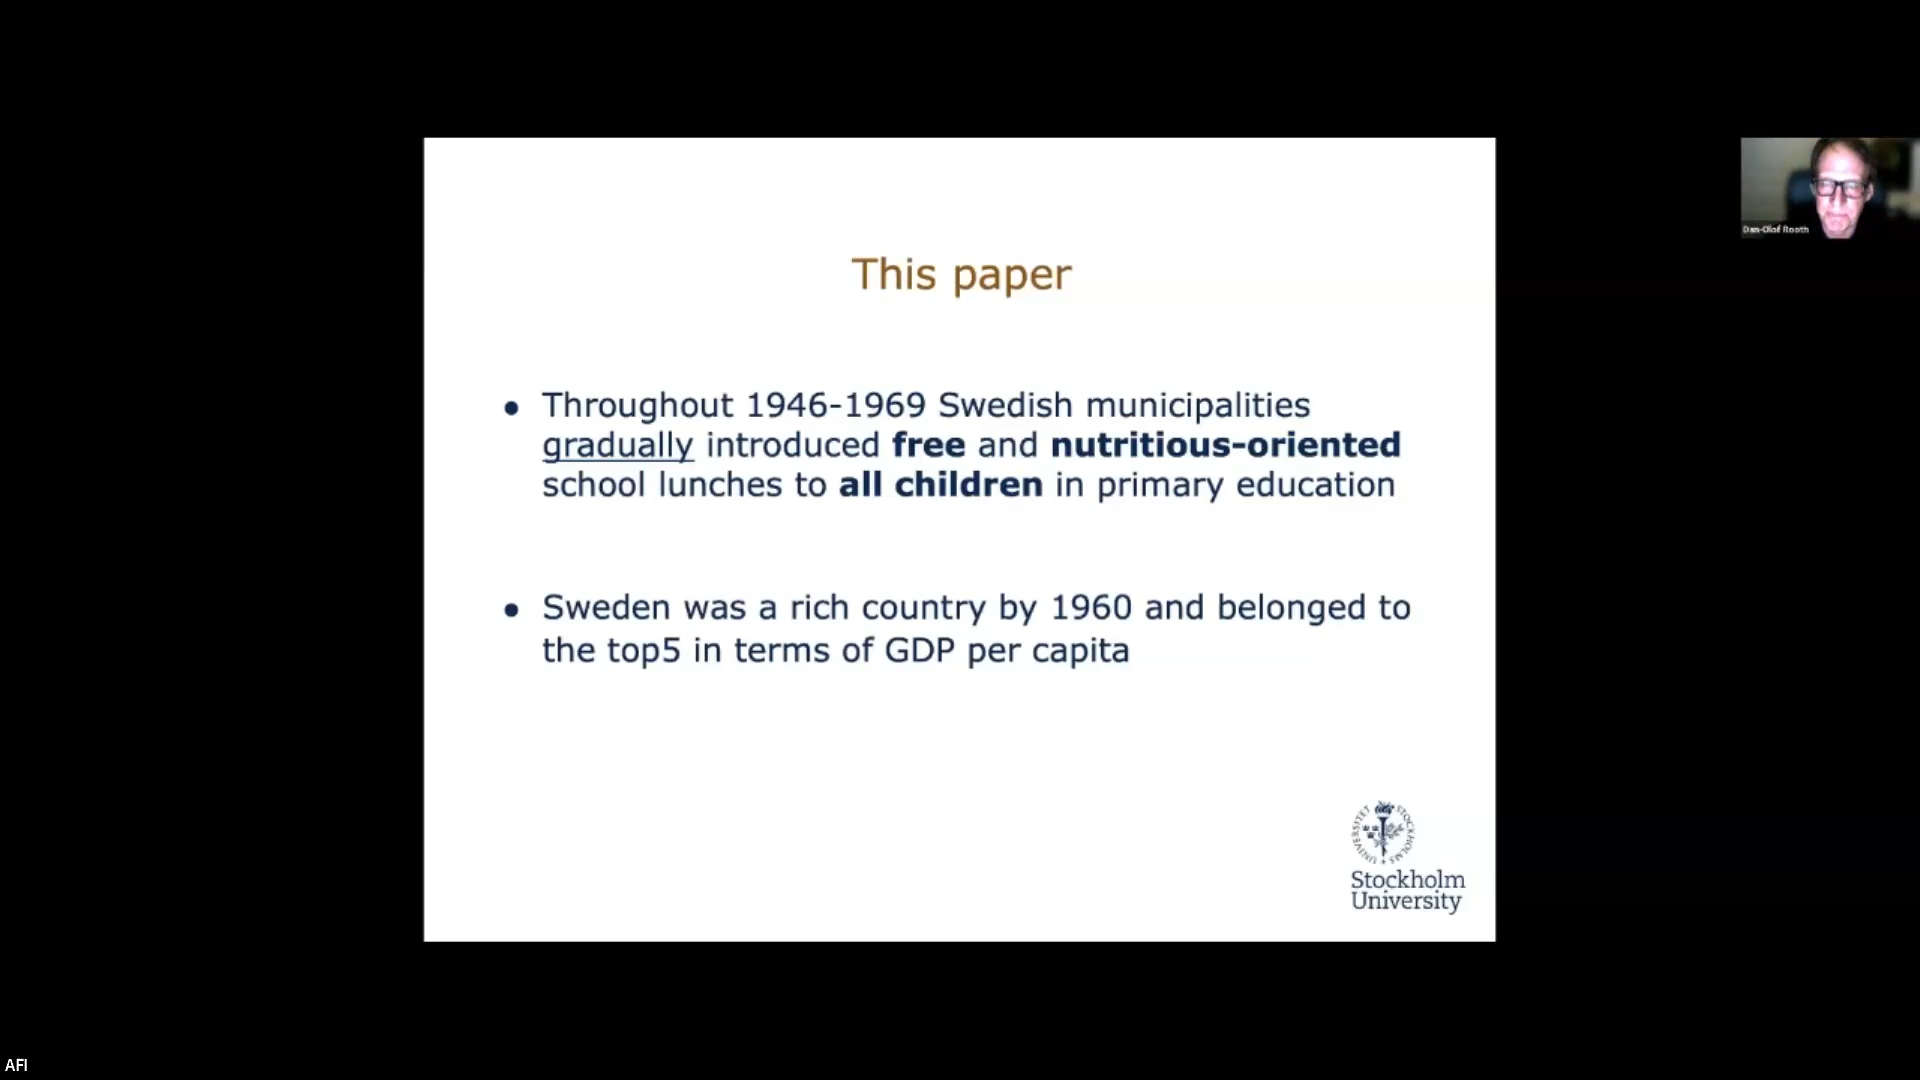 This paper
• Throughout 1946-1969 Swedish municipalities
gradually introduced free and nutritious-oriented
school lunches to all children in primary education
• Sweden was a rich country by 1960 and belonged to
the top5 in terms of GDP per capita
STOCKHOLMS UNIVERSITET
Stockholm
University
Dan-Olof Rooth
AFI